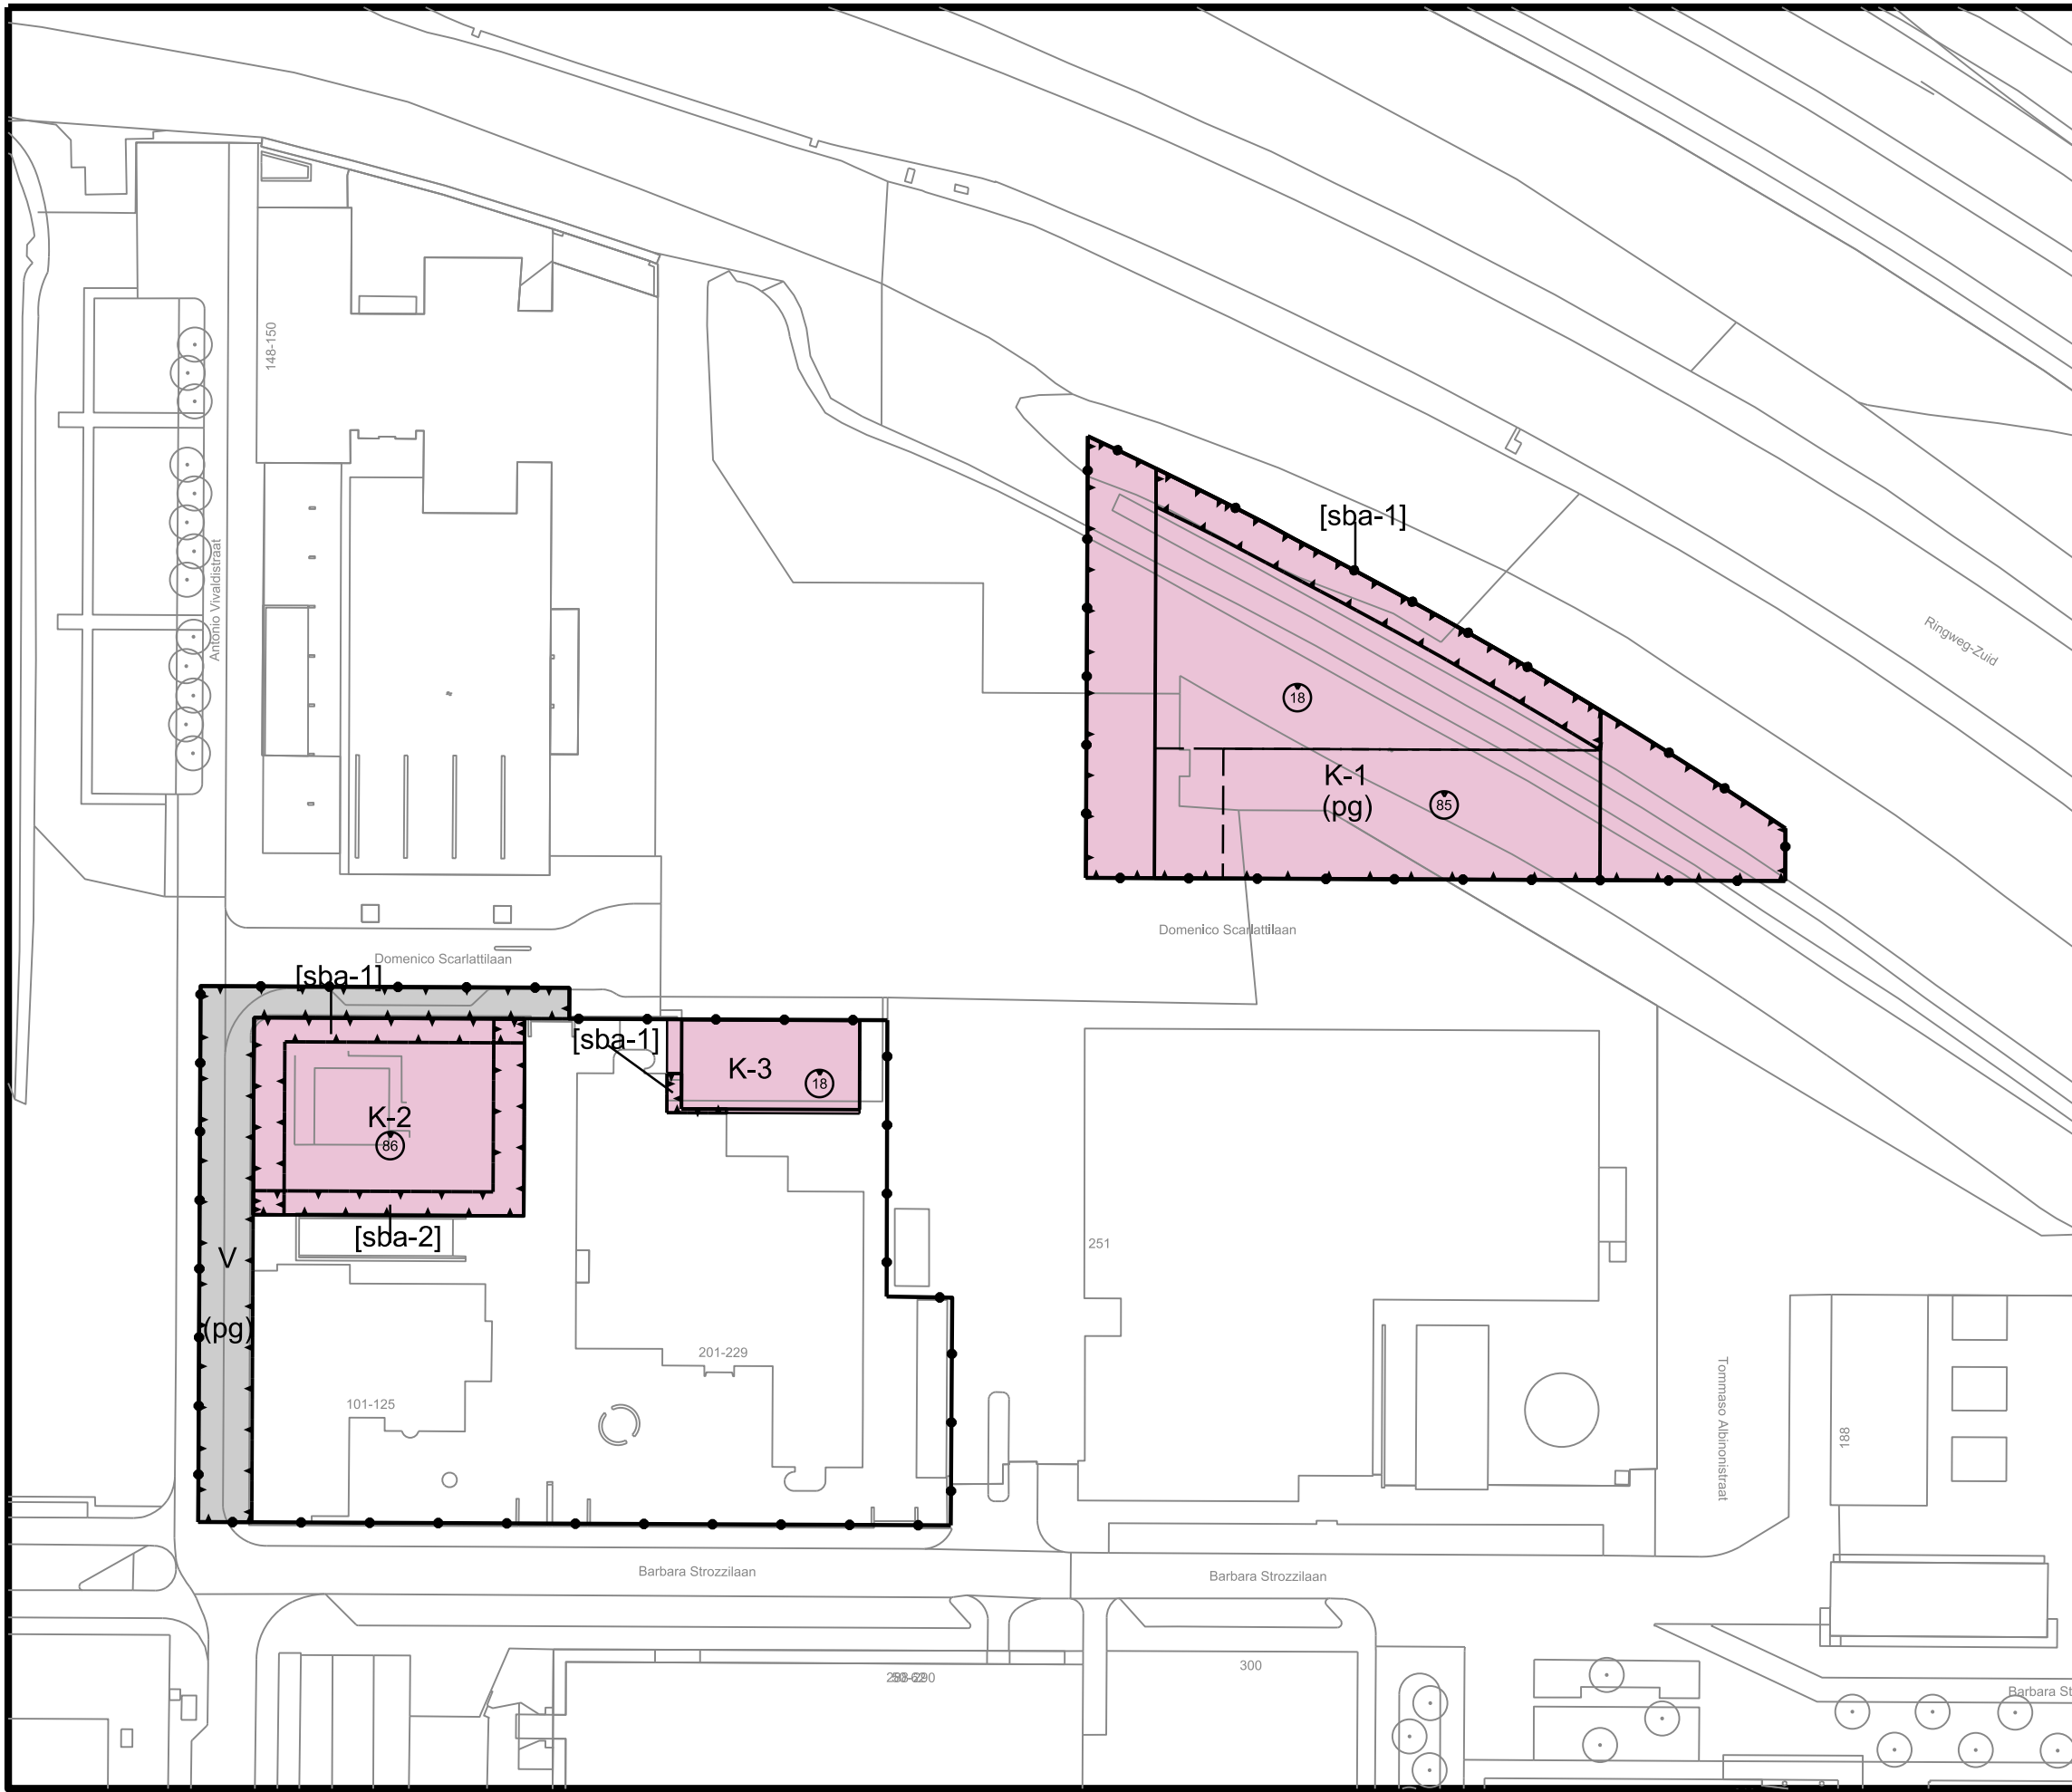 148-150
Antonio Vivaldistraat
[sba-1]
Ringweg-Zuid
18
K-1
(pg)
85
Domenico Scarlattilaan
Domenico Scarlattilaan
[sba-1]
[sba-1]
K-3
18
K-2
86
[sba-2]
V
(pg)
251
201-229
101-125
Tommaso Albinonistraat
188
Barbara Strozzilaan
Barbara Strozzilaan
300
Barbara St